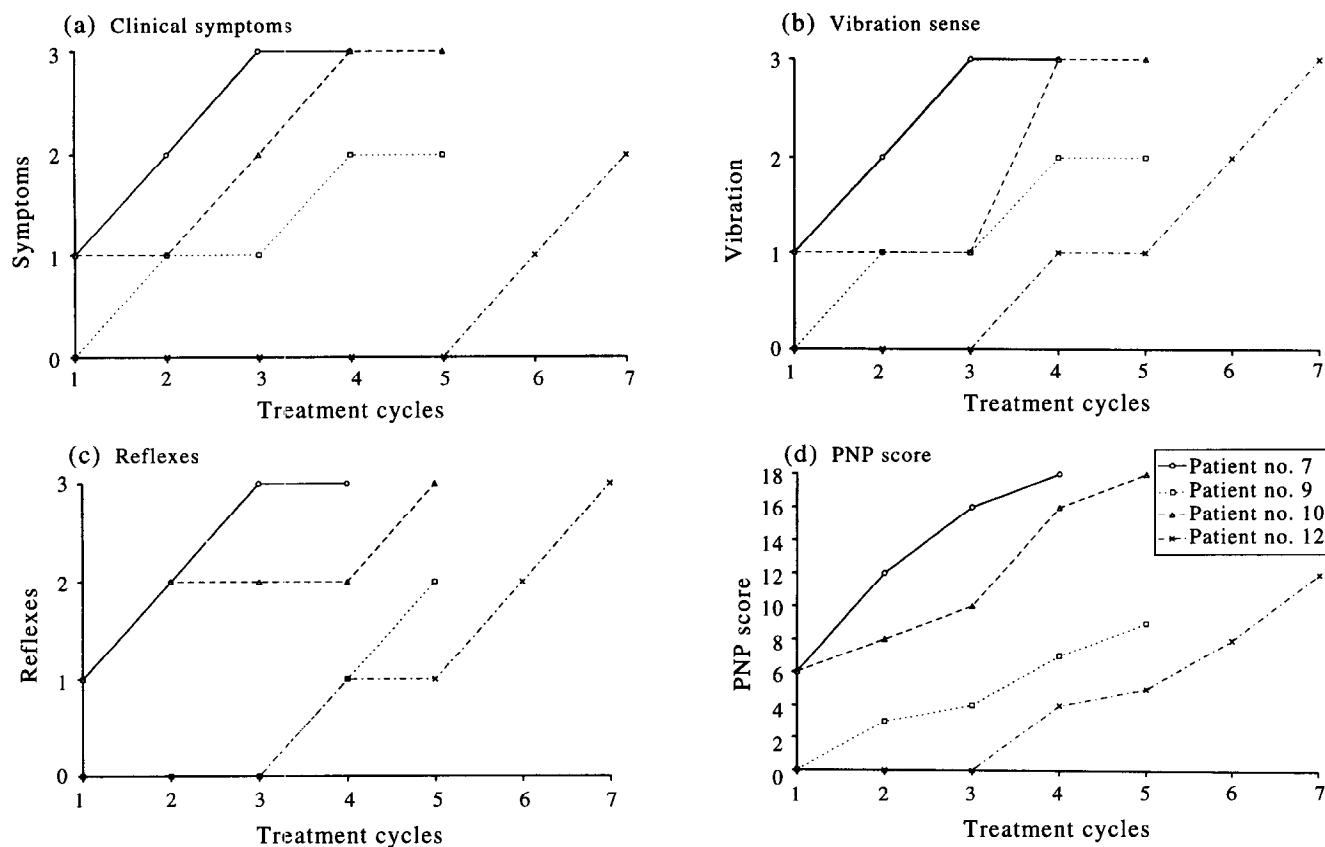 (a) Clinical symptoms
3
2
1
0
Symptoms
1 2 3 4 5 6 7
Treatment cycles
(b) Vibration sense
3
2
1
0
Vibration
1 2 3 4 5 6 7
Treatment cycles
(c) Reflexes
3
2
1
0
Reflexes
1 2 3 4 5 6 7
Treatment cycles
(d) PNP score
18
16
14
12
10
8
6
4
2
0
PNP score
1 2 3 4 5 6 7
Treatment cycles
Patient no. 7
Patient no. 9
Patient no. 10
Patient no. 12